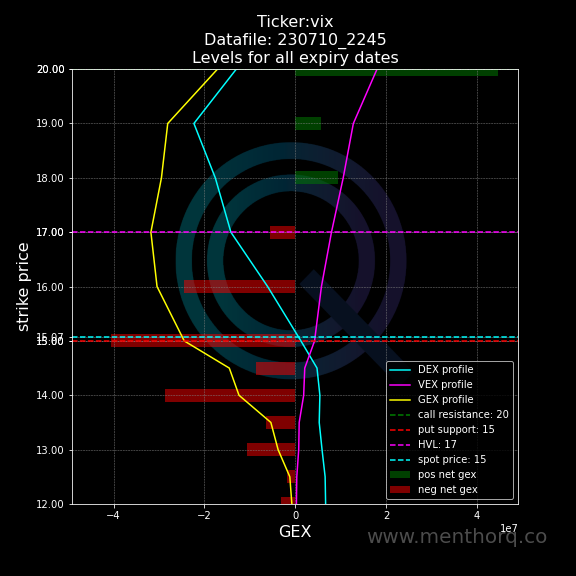 Ticker:vix
Datafile: 230710_2245
Levels for all expiry dates
20.00
19.00
18.00
17.00
16.00
15.07
15.00
14.00
13.00
12.00
strike price
−4
−2
0
2
4
1e7
GEX
DEX profile
VEX profile
GEX profile
call resistance: 20
put support: 15
HVL: 17
spot price: 15
pos net gex
neg net gex
www.menthorq.co